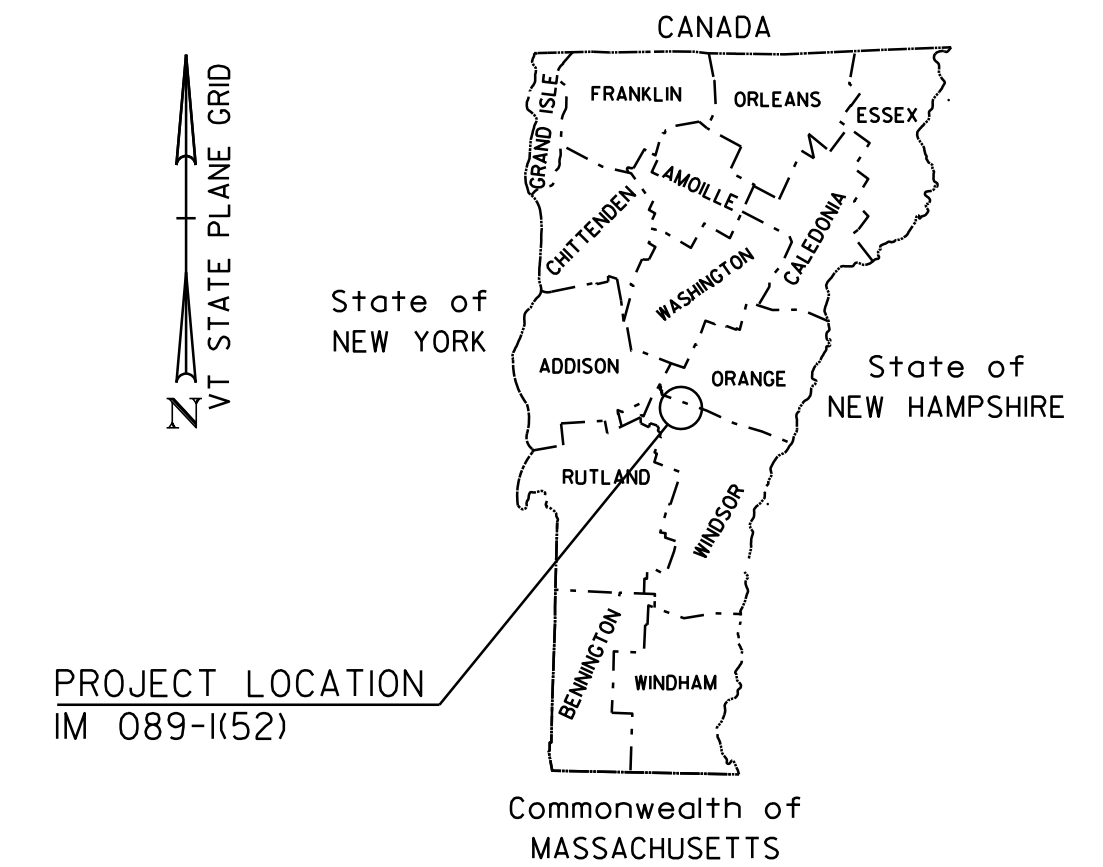 CANADA
VT STATE PLANE GRID
N
GRAND ISLE
FRANKLIN
ORLEANS
ESSEX
LAMOILLE
CHITTENDEN
CALEDONIA
WASHINGTON
State of
NEW YORK
ADDISON
ORANGE
State of
NEW HAMPSHIRE
RUTLAND
WINDSOR
BENNINGTON
WINDHAM
PROJECT LOCATION
IM 089-1(52)
Commonwealth of
MASSACHUSETTS